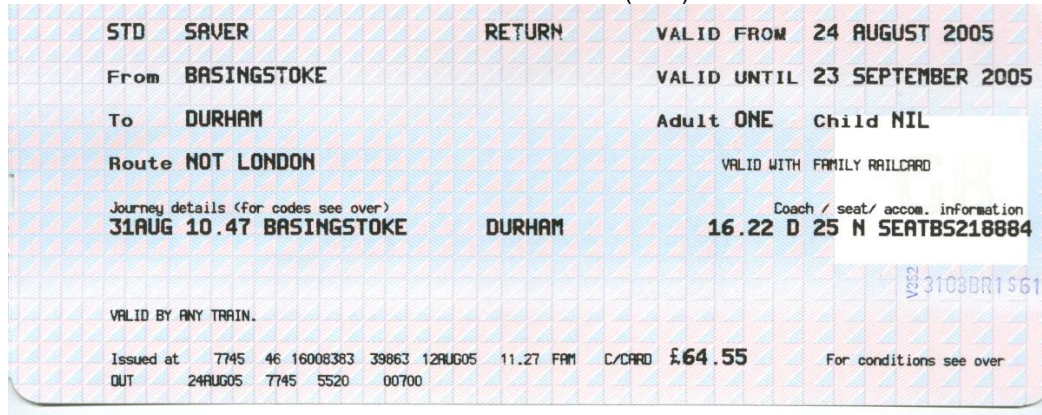 STD SAVER RETURN VALID FROM 24 AUGUST 2005
From BASINGSTOKE VALID UNTIL 23 SEPTEMBER 2005
To DURHAM Adult ONE Child NIL
Route NOT LONDON VALID WITH FAMILY RAILCARD
Journey details (for codes see over) Coach / seat/ accom. information
31AUG 10.47 BASINGSTOKE DURHAM 16.22 D 25 N SEATBS218884
VALID BY ANY TRAIN.
Issued at 7745 46 16008383 39863 12AUG05 11.27 FAM C/CARD £64.55 For conditions see over
OUT 24AUG05 7745 5520 00700